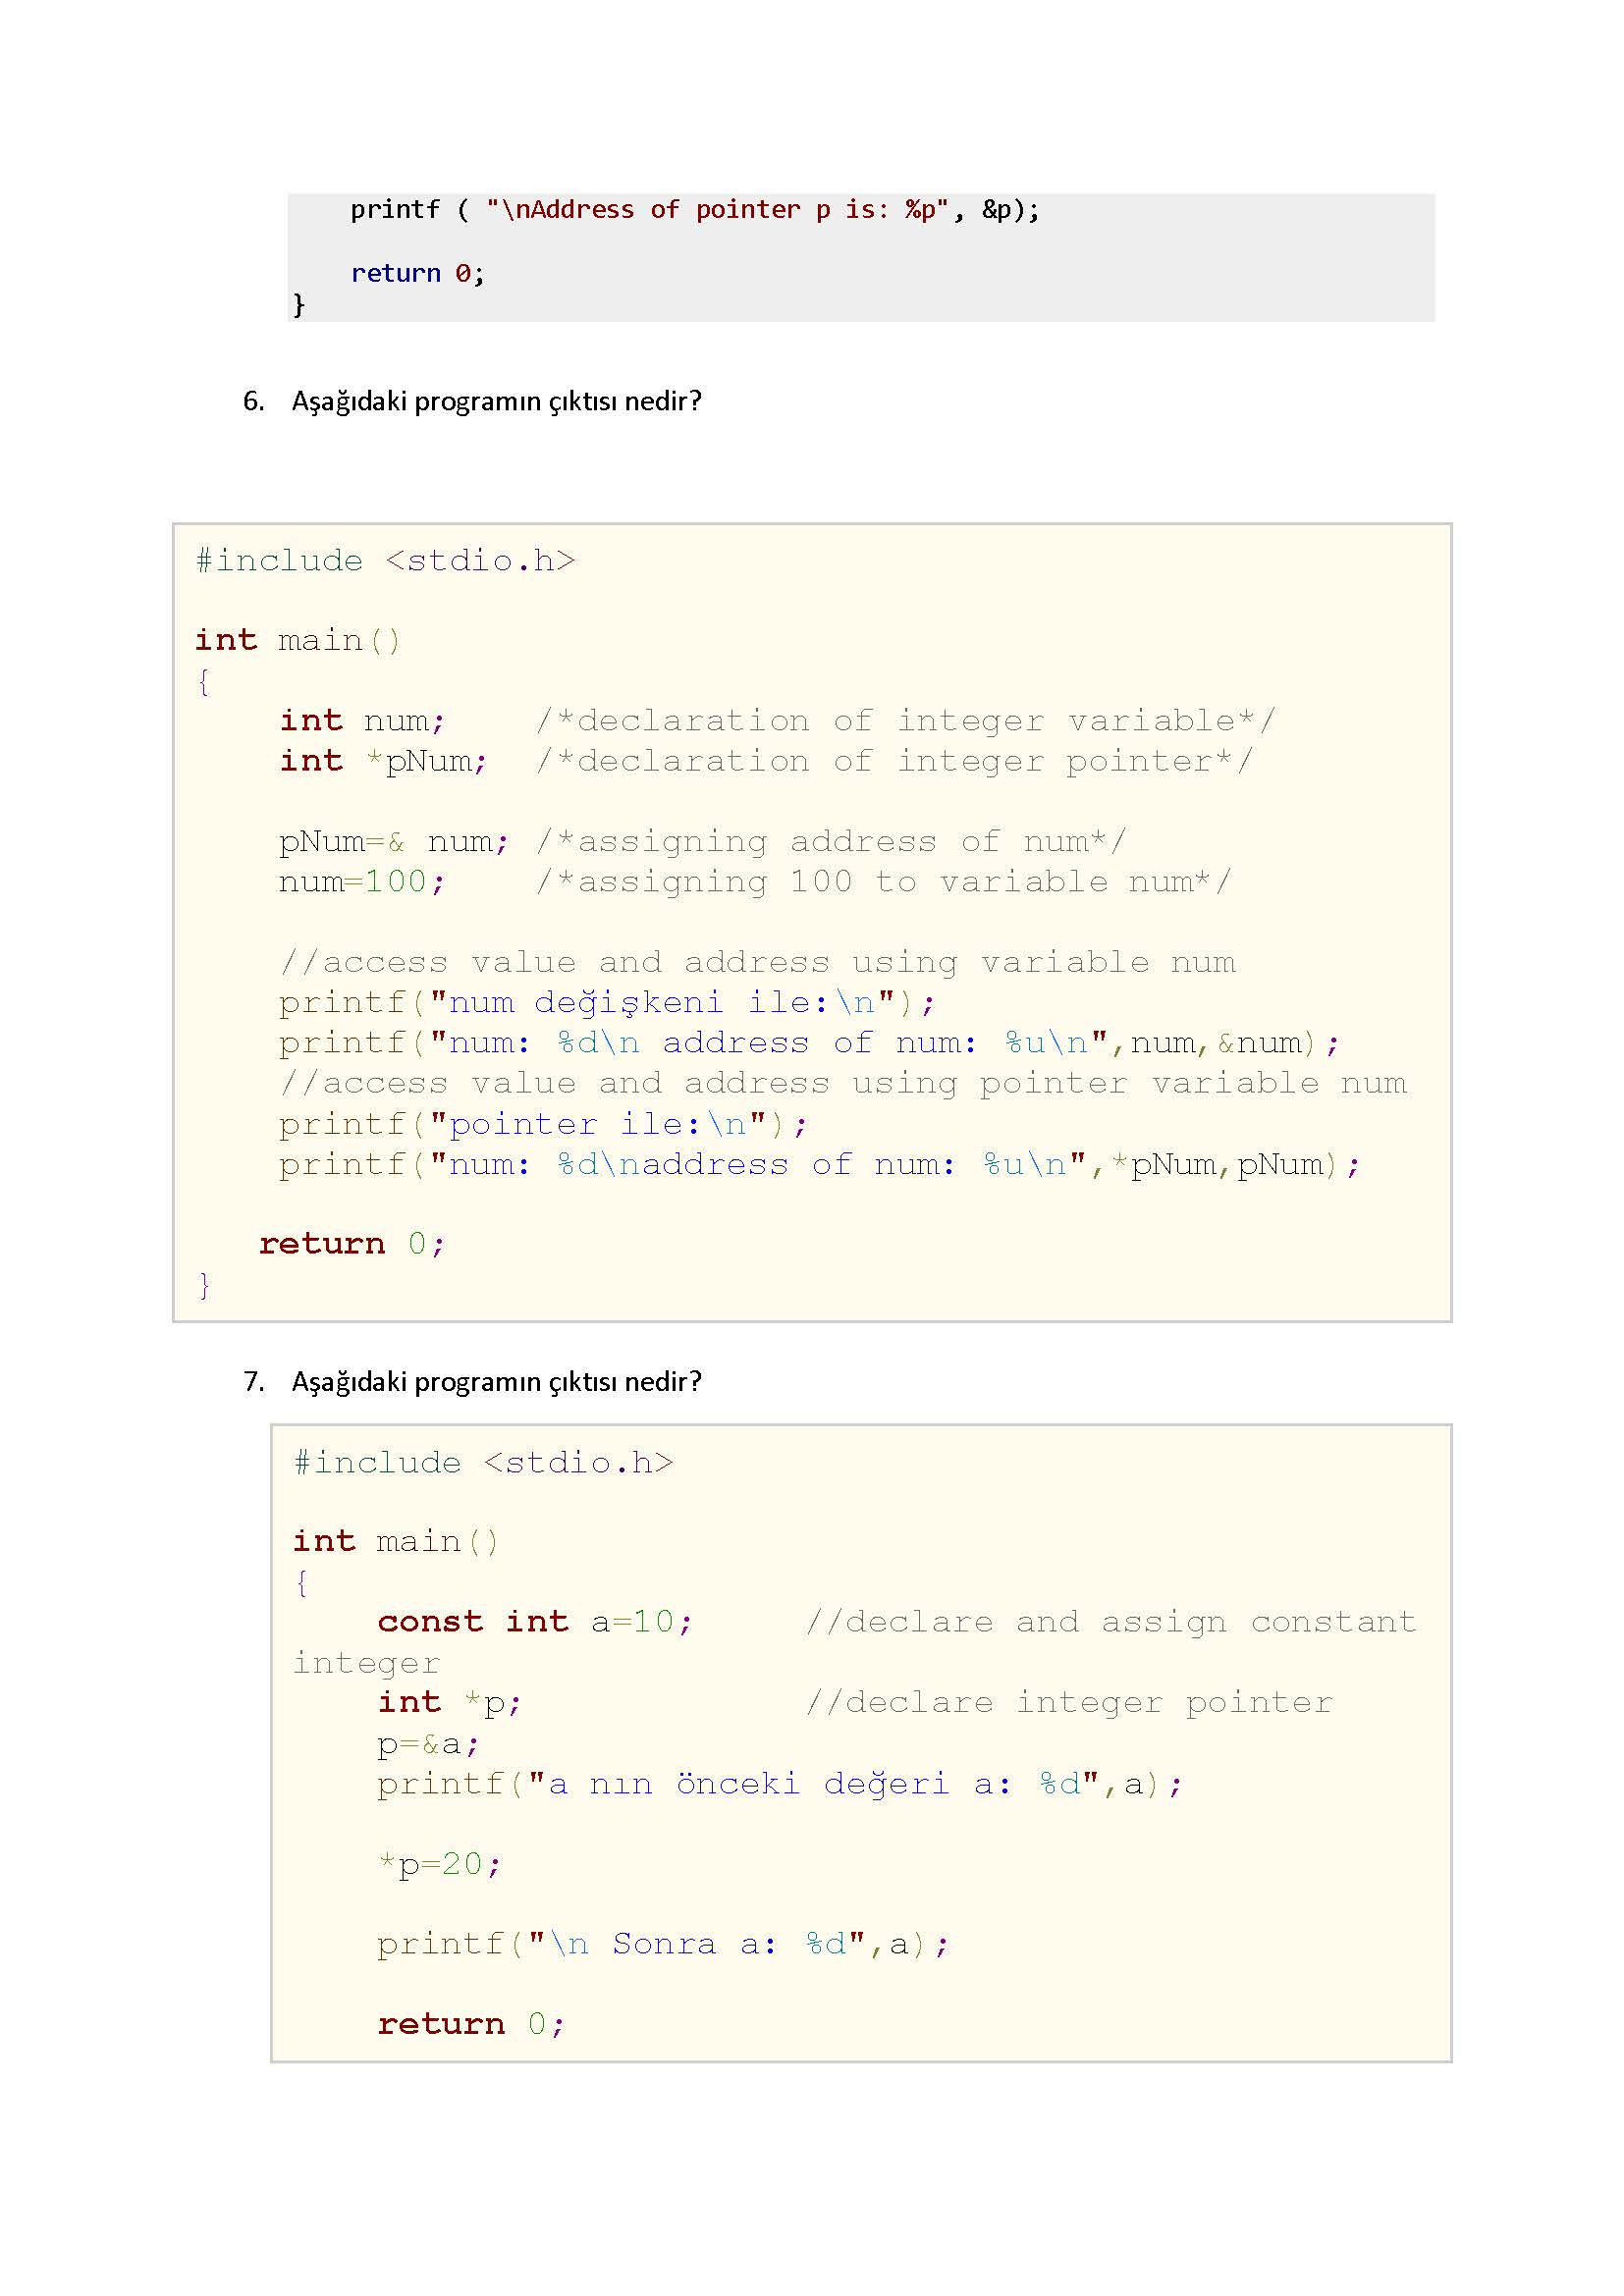 printf ( "\nAddress of pointer p is: %p", &p);
return 0;
}
6. Aşağıdaki programın çıktısı nedir?
#include <stdio.h>
int main()
{
int num; /*declaration of integer variable*/
int *pNum; /*declaration of integer pointer*/
pNum=& num; /*assigning address of num*/
num=100; /*assigning 100 to variable num*/
//access value and address using variable num
printf("num değişkeni ile:\n");
printf("num: %d\n address of num: %u\n",num,&num);
//access value and address using pointer variable num
printf("pointer ile:\n");
printf("num: %d\naddress of num: %u\n",*pNum,pNum);
return 0;
}
7. Aşağıdaki programın çıktısı nedir?
#include <stdio.h>
int main()
{
const int a=10; //declare and assign constant
integer
int *p; //declare integer pointer
p=&a;
printf("a nın önceki değeri a: %d",a);
*p=20;
printf("\n Sonra a: %d",a);
return 0;